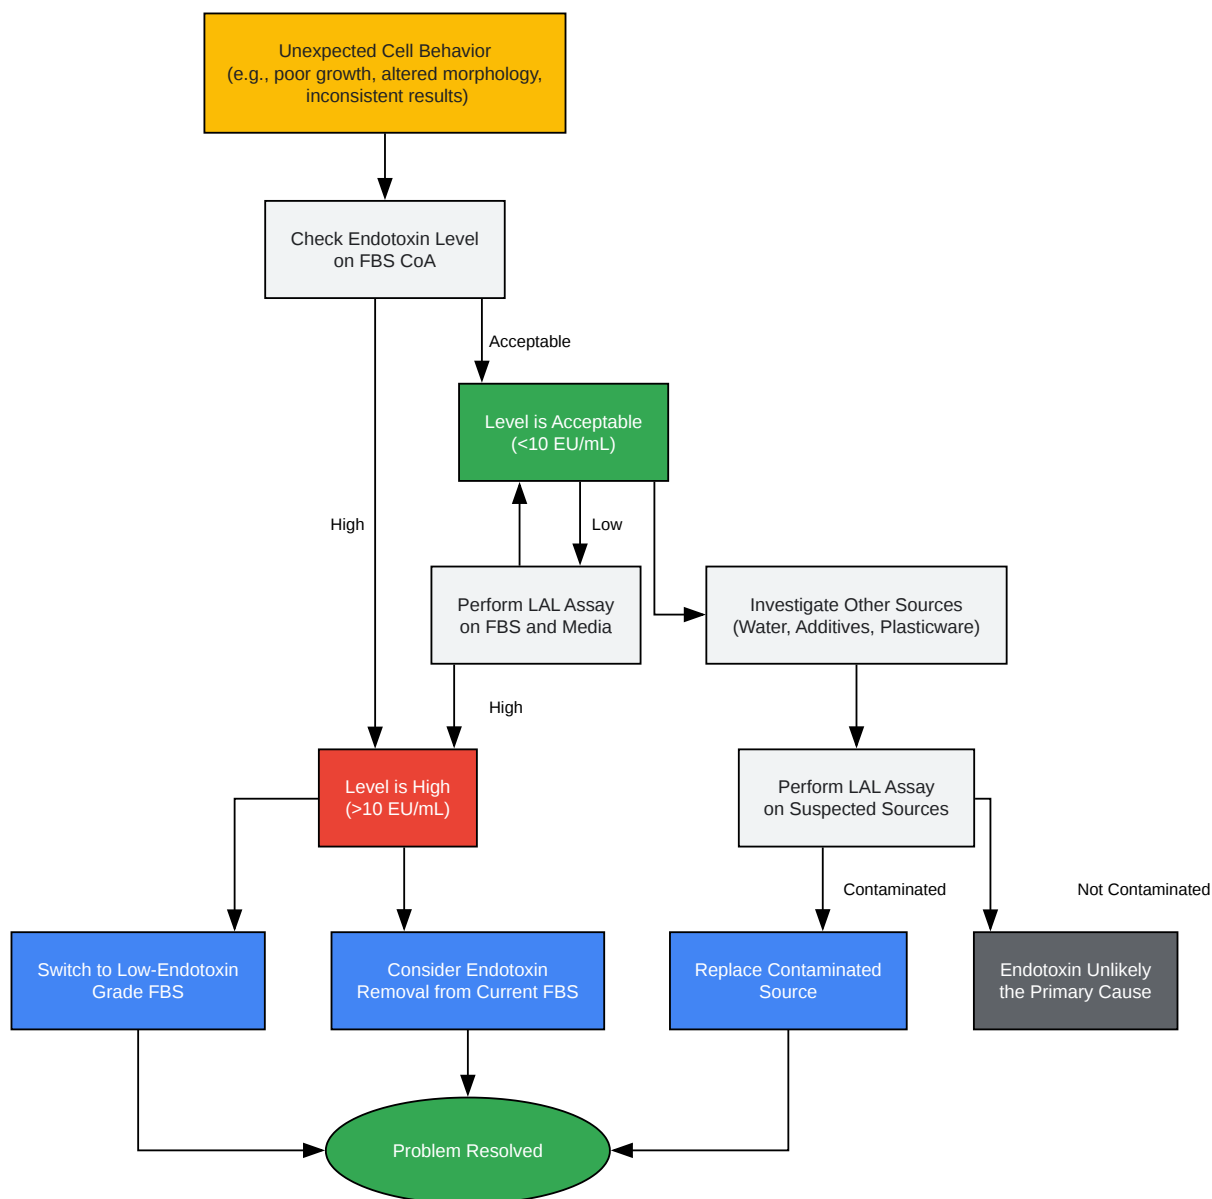 Unexpected Cell Behavior
(e.g., poor growth, altered morphology,
inconsistent results)
Check Endotoxin Level
on FBS CoA
Acceptable
Level is Acceptable
(<10 EU/mL)
High
Low
Perform LAL Assay
on FBS and Media
Investigate Other Sources
(Water, Additives, Plasticware)
High
Level is High
(>10 EU/mL)
Perform LAL Assay
on Suspected Sources
Contaminated
Not Contaminated
Switch to Low-Endotoxin
Grade FBS
Consider Endotoxin
Removal from Current FBS
Replace Contaminated
Source
Endotoxin Unlikely
the Primary Cause
Problem Resolved